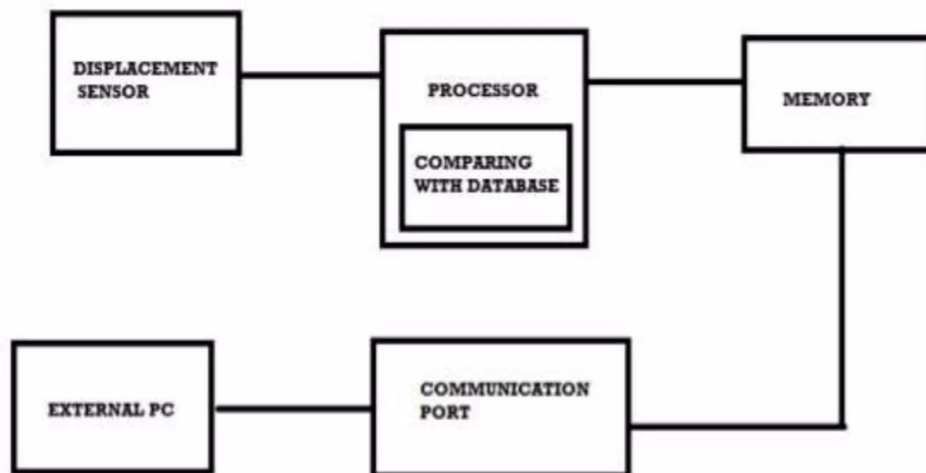 DISPLACEMENT
SENSOR
PROCESSOR
COMPARING
WITH DATABASE
MEMORY
EXTERNAL PC
COMMUNICATION
PORT